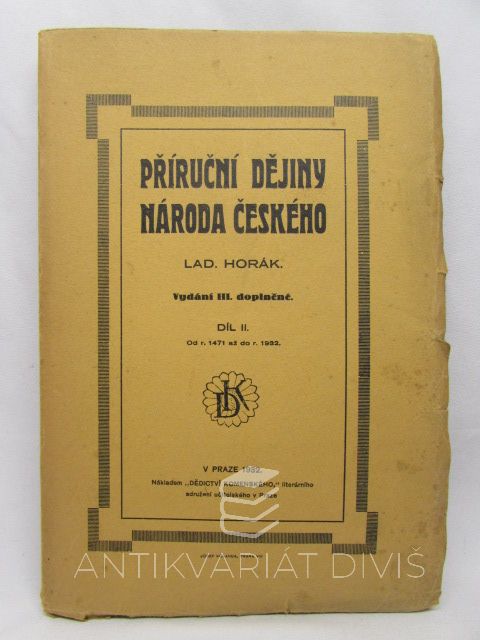 PŘÍRUČNÍ DĚJINY
NÁRODA ČESKÉHO
LAD. HORÁK.
Vydání III. doplněné.
DÍL II.
Od r. 1471 až do r. 1932.
DK
V PRAZE 1932.
Nákladem „DĚDICTVÍ KOMENSKÉHO," literárního
sdružení učitelského v Praze
ANTIKVARIÁT DIVIŠ